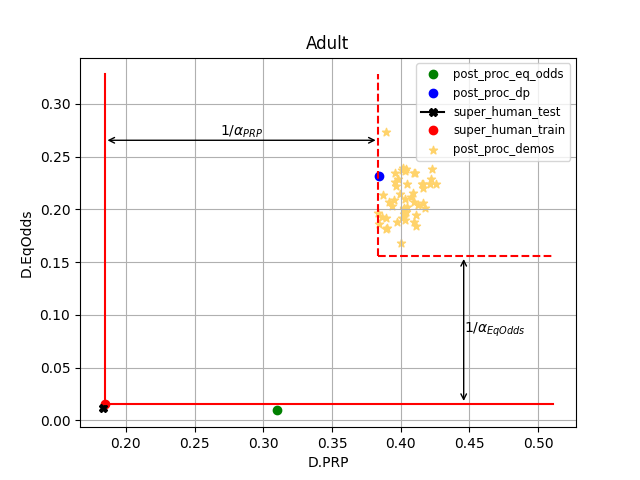 Adult
post_proc_eq_odds
post_proc_dp
super_human_test
super_human_train
post_proc_demos
1/α_PRP
1/α_EqOdds
D.EqOdds
0.30
0.25
0.20
0.15
0.10
0.05
0.00
0.20 0.25 0.30 0.35 0.40 0.45 0.50
D.PRP